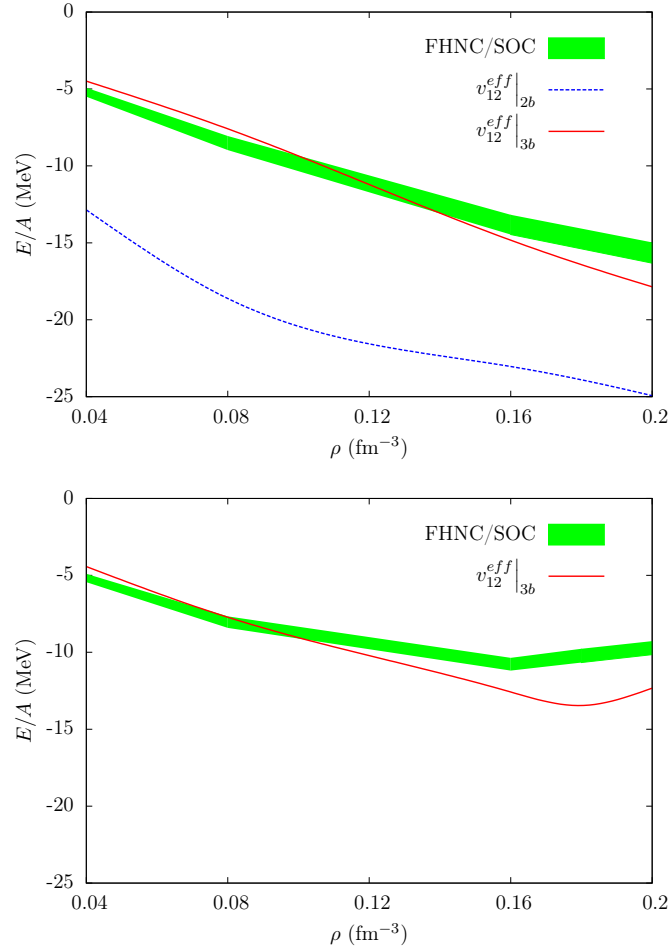 0
-5
-10
-15
-20
-25
E/A (MeV)
FHNC/SOC
v_{12}^{eff}|_{2b}
v_{12}^{eff}|_{3b}
0.04 0.08 0.12 0.16 0.2
ρ (fm⁻³)
0
-5
-10
-15
-20
-25
E/A (MeV)
FHNC/SOC
v_{12}^{eff}|_{3b}
0.04 0.08 0.12 0.16 0.2
ρ (fm⁻³)